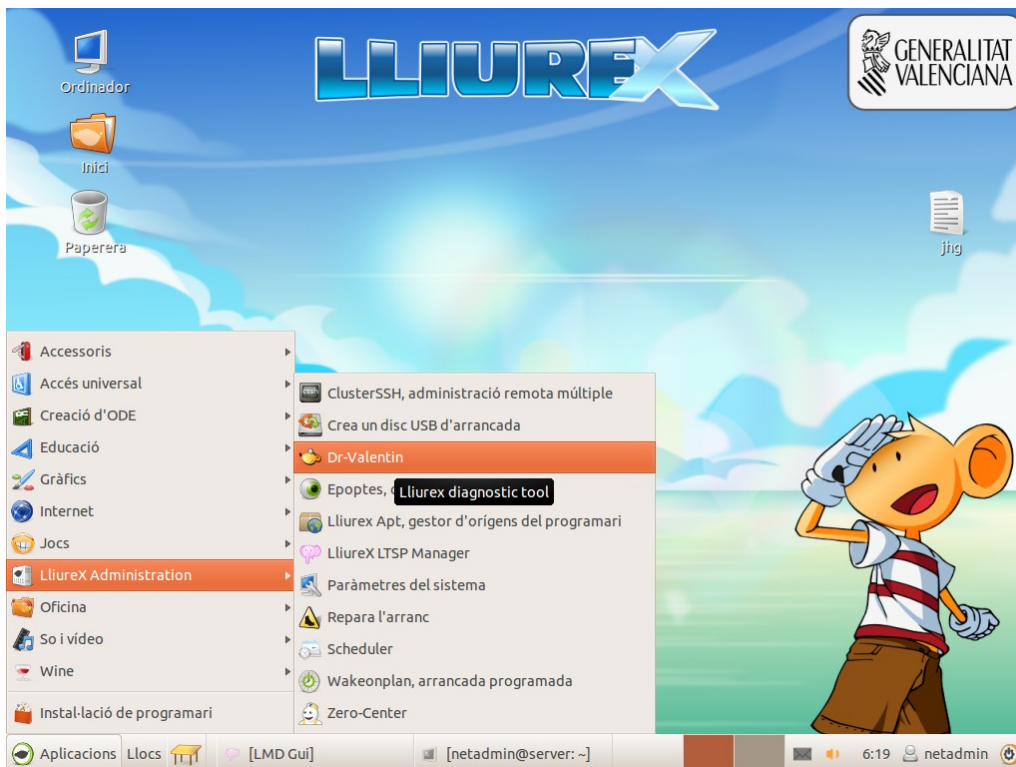 LLIUREX
GENERALITAT
VALENCIANA
Ordinador
Inici
Paperera
jhg
Accessoris
Accés universal
Creació d'ODE
Educació
Gràfics
Internet
Jocs
LliureX Administration
Oficina
So i vídeo
Wine
Instal·lació de programari
ClusterSSH, administració remota múltiple
Crea un disc USB d'arrancada
Dr-Valentin
Epoptes,
Lliurex diagnostic tool
Lliurex Apt, gestor d'orígens del programari
LliureX LTSP Manager
Paràmetres del sistema
Repara l'arranc
Scheduler
Wakeonplan, arrancada programada
Zero-Center
Aplicacions Llocs [LMD Gui] [netadmin@server: ~] 6:19 netadmin